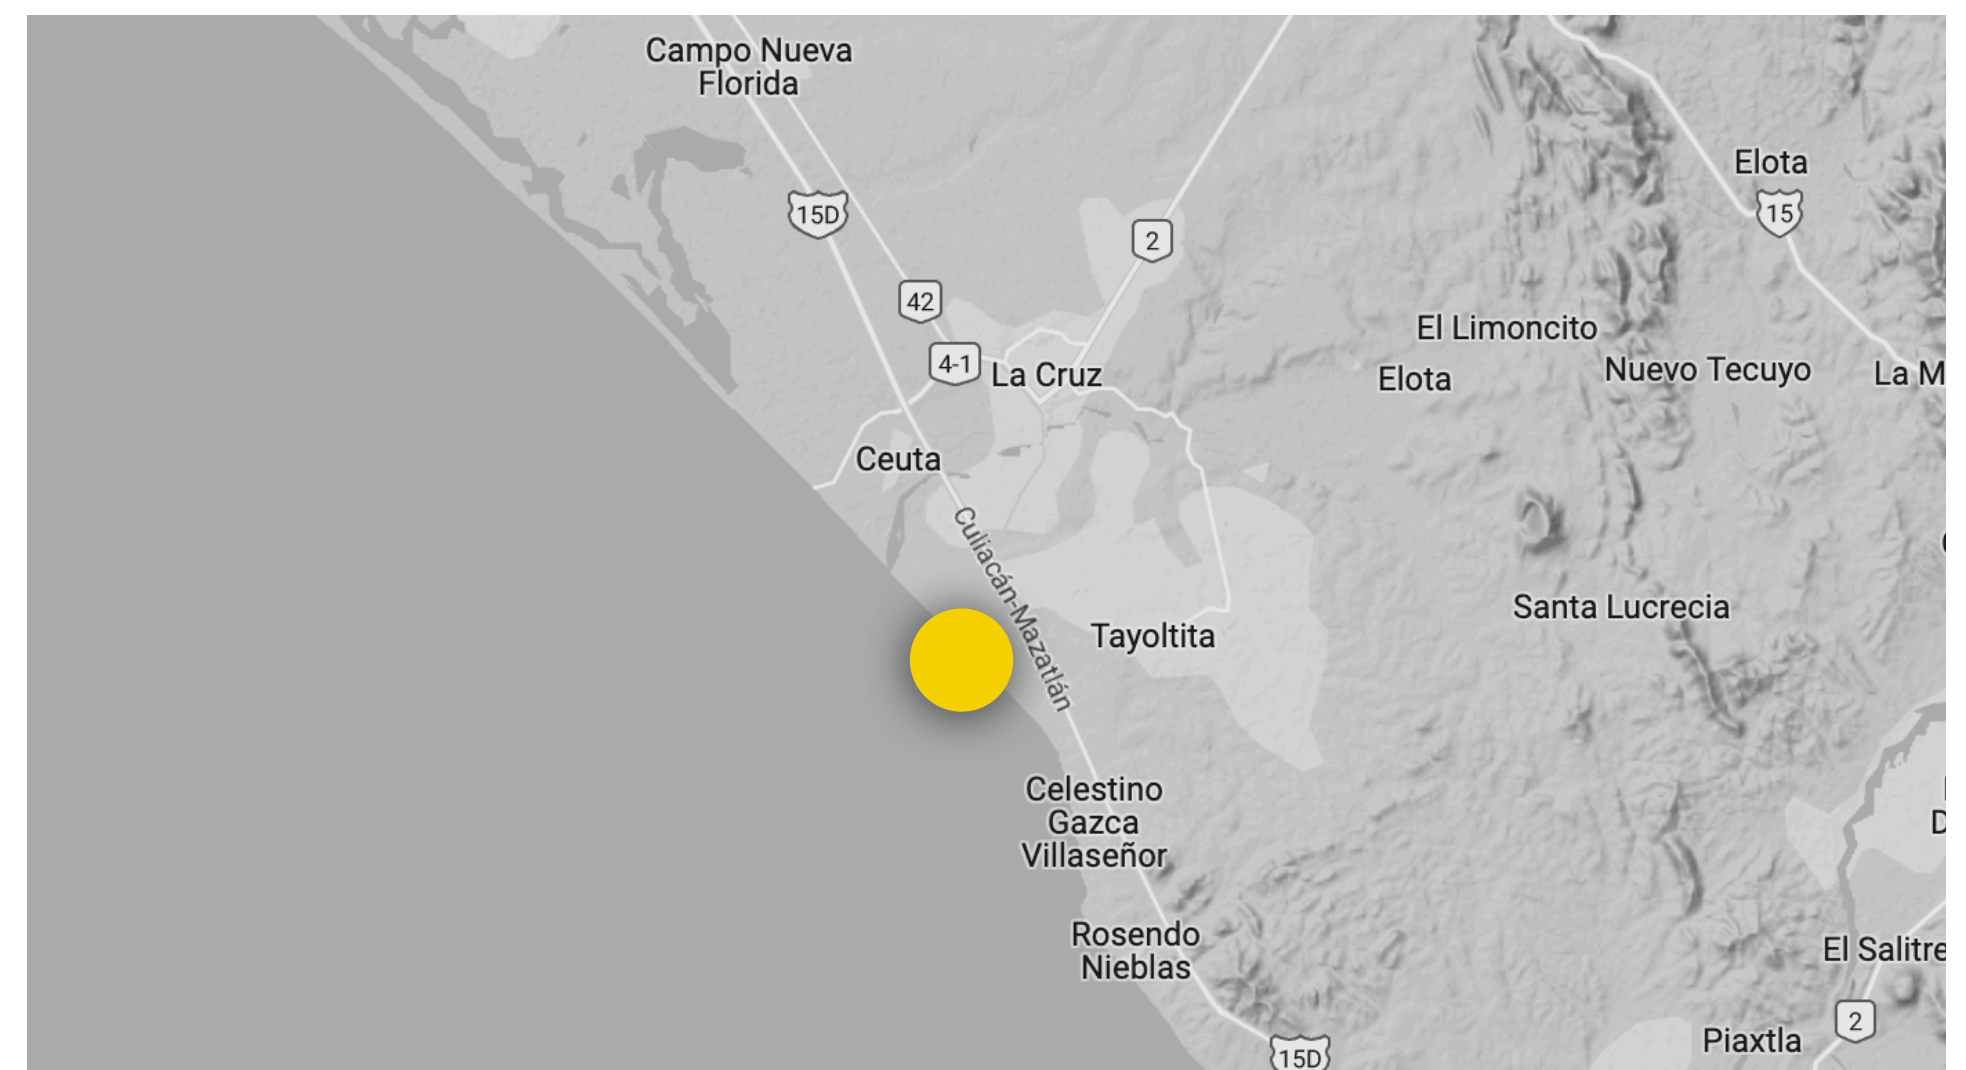 Campo Nueva
Florida
Elota
15D
15
2
42
El Limoncito
4-1
La Cruz
Elota
Nuevo Tecuyo
La M
Ceuta
Culiacán-Mazatlán
Santa Lucrecia
Tayoltita
Celestino
Gazca
Villaseñor
D
Rosendo
Nieblas
El Salitre
2
Piaxtla
15D